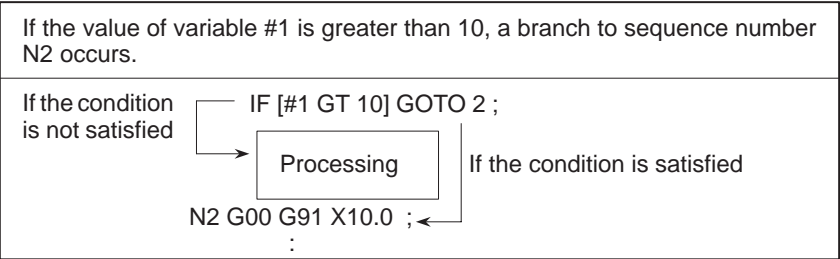 If the value of variable #1 is greater than 10, a branch to sequence number
N2 occurs.
If the condition
is not satisfied
IF [#1 GT 10] GOTO 2 ;
Processing
If the condition is satisfied
N2 G00 G91 X10.0 ;
: